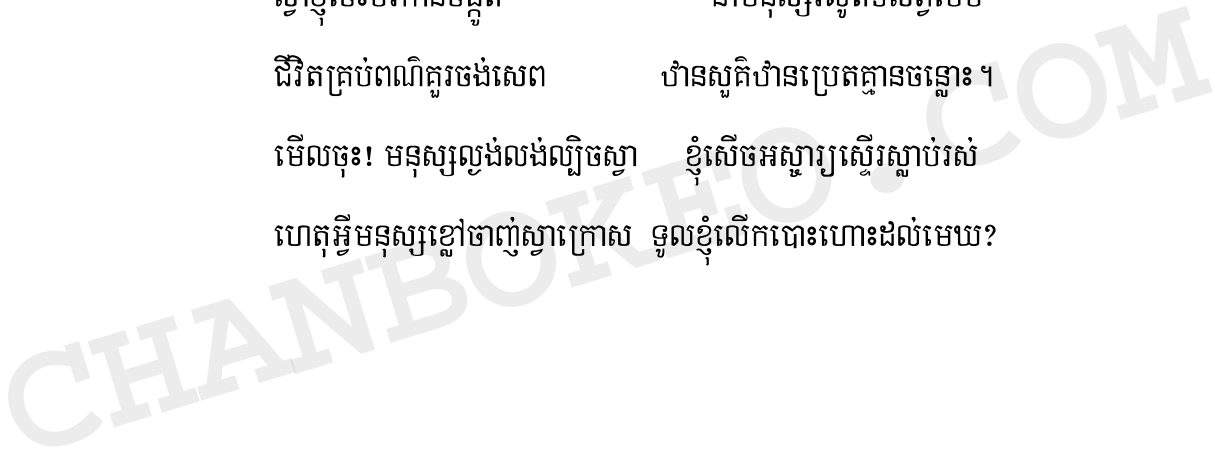 ជីវិតគ្រប់ពណ៌គួរចង់សេព ឋានសួគ៌ឋានប្រេតគ្មានចន្លោះ។
មើលចុះ! មនុស្សល្ងង់លង់ល្បិចស្វា ខ្ញុំសើចអស្ចារ្យស្ទើរស្លាប់រស់
ហេតុអ្វីមនុស្សខ្លៅចាញ់ស្វាក្រោស ទូលខ្ញុំលើកបោះហោះដល់មេឃ?
CHANBOKEO.COM